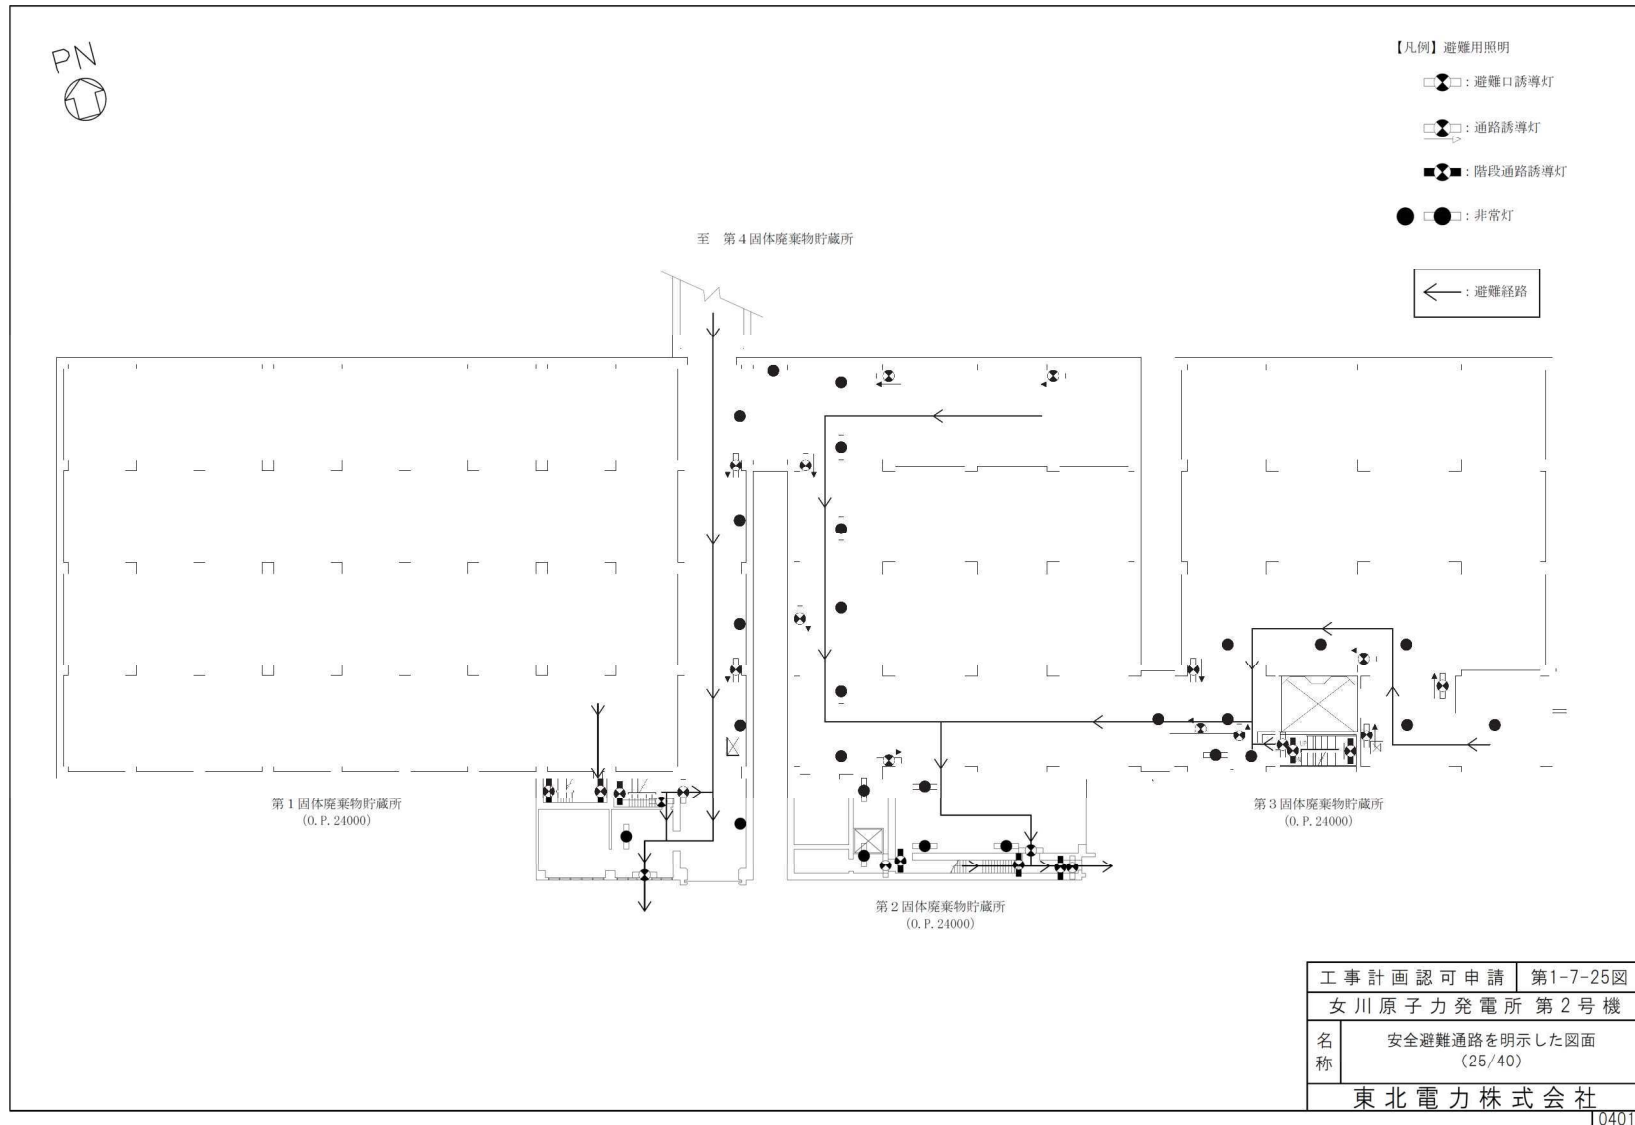 PN
【凡例】避難用照明
：避難口誘導灯
：通路誘導灯
：階段通路誘導灯
：非常灯
：避難経路
至　第４固体廃棄物貯蔵所
第１固体廃棄物貯蔵所
(O.P.24000)
第３固体廃棄物貯蔵所
(O.P.24000)
第２固体廃棄物貯蔵所
(O.P.24000)
工事計画認可申請　第1-7-25図
女川原子力発電所 第２号機
名称　安全避難通路を明示した図面
（25/40）
東北電力株式会社
0401